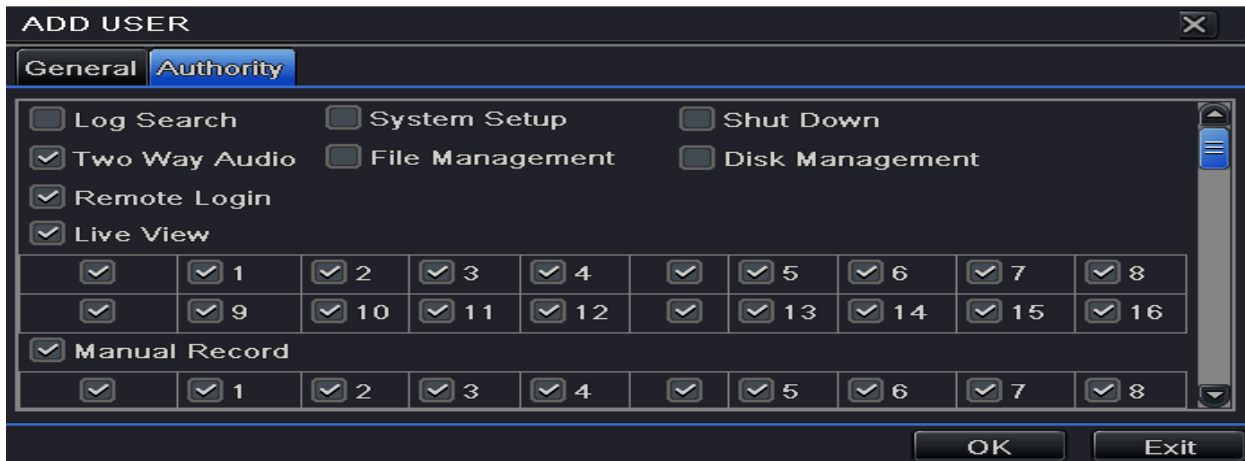 ADD USER
General Authority
Log Search System Setup Shut Down
Two Way Audio File Management Disk Management
Remote Login
Live View
1 2 3 4 5 6 7 8
9 10 11 12 13 14 15 16
Manual Record
1 2 3 4 5 6 7 8
OK Exit